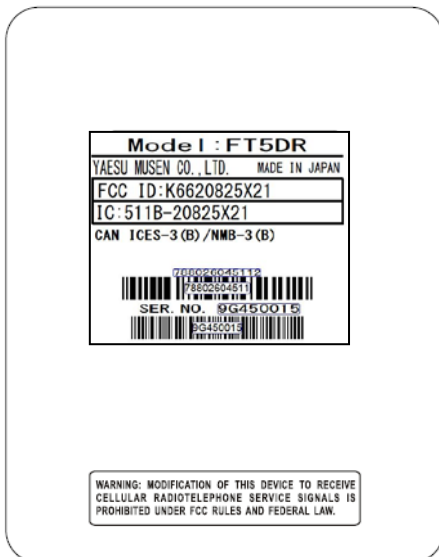 Model:FT5DR
YAESU MUSEN CO.,LTD. MADE IN JAPAN
FCC ID:K6620825X21
IC:511B-20825X21
CAN ICES-3(B)/NMB-3(B)
788026045112
78802604511
SER. NO. 9G450015
9G450015
WARNING: MODIFICATION OF THIS DEVICE TO RECEIVE
CELLULAR RADIOTELEPHONE SERVICE SIGNALS IS
PROHIBITED UNDER FCC RULES AND FEDERAL LAW.